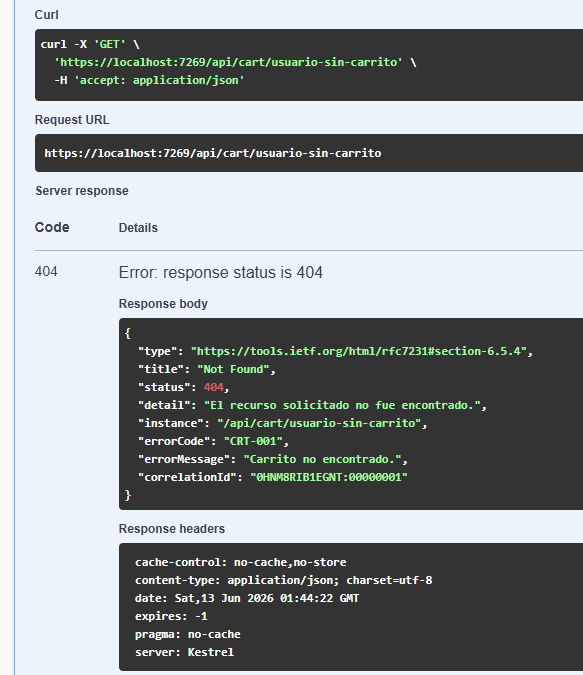 Curl
curl -X 'GET' \
  'https://localhost:7269/api/cart/usuario-sin-carrito' \
  -H 'accept: application/json'
Request URL
https://localhost:7269/api/cart/usuario-sin-carrito
Server response
Code Details
404 Error: response status is 404
Response body
{
  "type": "https://tools.ietf.org/html/rfc7231#section-6.5.4",
  "title": "Not Found",
  "status": 404,
  "detail": "El recurso solicitado no fue encontrado.",
  "instance": "/api/cart/usuario-sin-carrito",
  "errorCode": "CRT-001",
  "errorMessage": "Carrito no encontrado.",
  "correlationId": "0HNM8RIB1EGNT:00000001"
}
Response headers
cache-control: no-cache,no-store
content-type: application/json; charset=utf-8
date: Sat,13 Jun 2026 01:44:22 GMT
expires: -1
pragma: no-cache
server: Kestrel